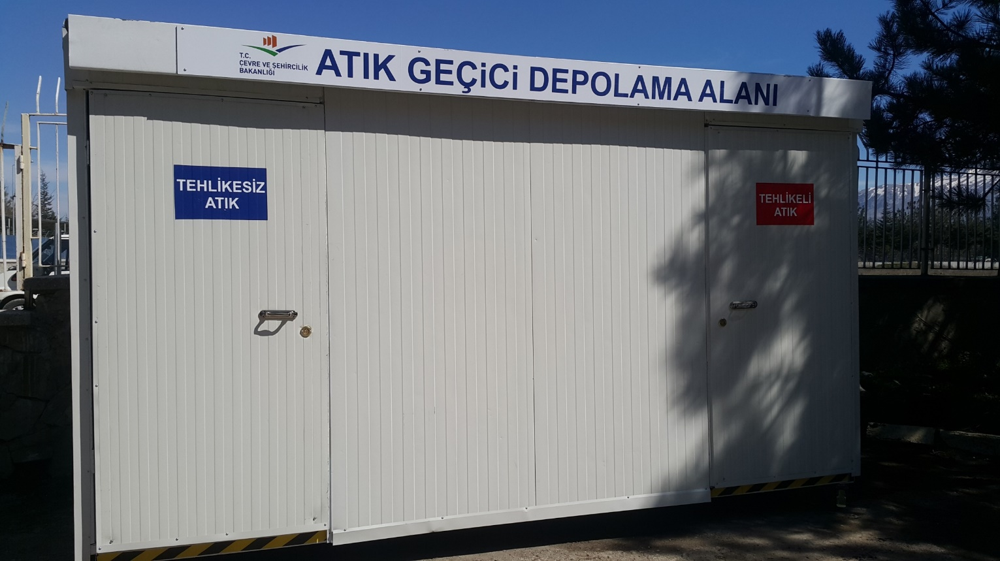 T.C.
ÇEVRE VE ŞEHİRCİLİK
BAKANLIĞI
ATIK GEÇİCİ DEPOLAMA ALANI
TEHLİKESİZ
ATIK
TEHLİKELİ
ATIK